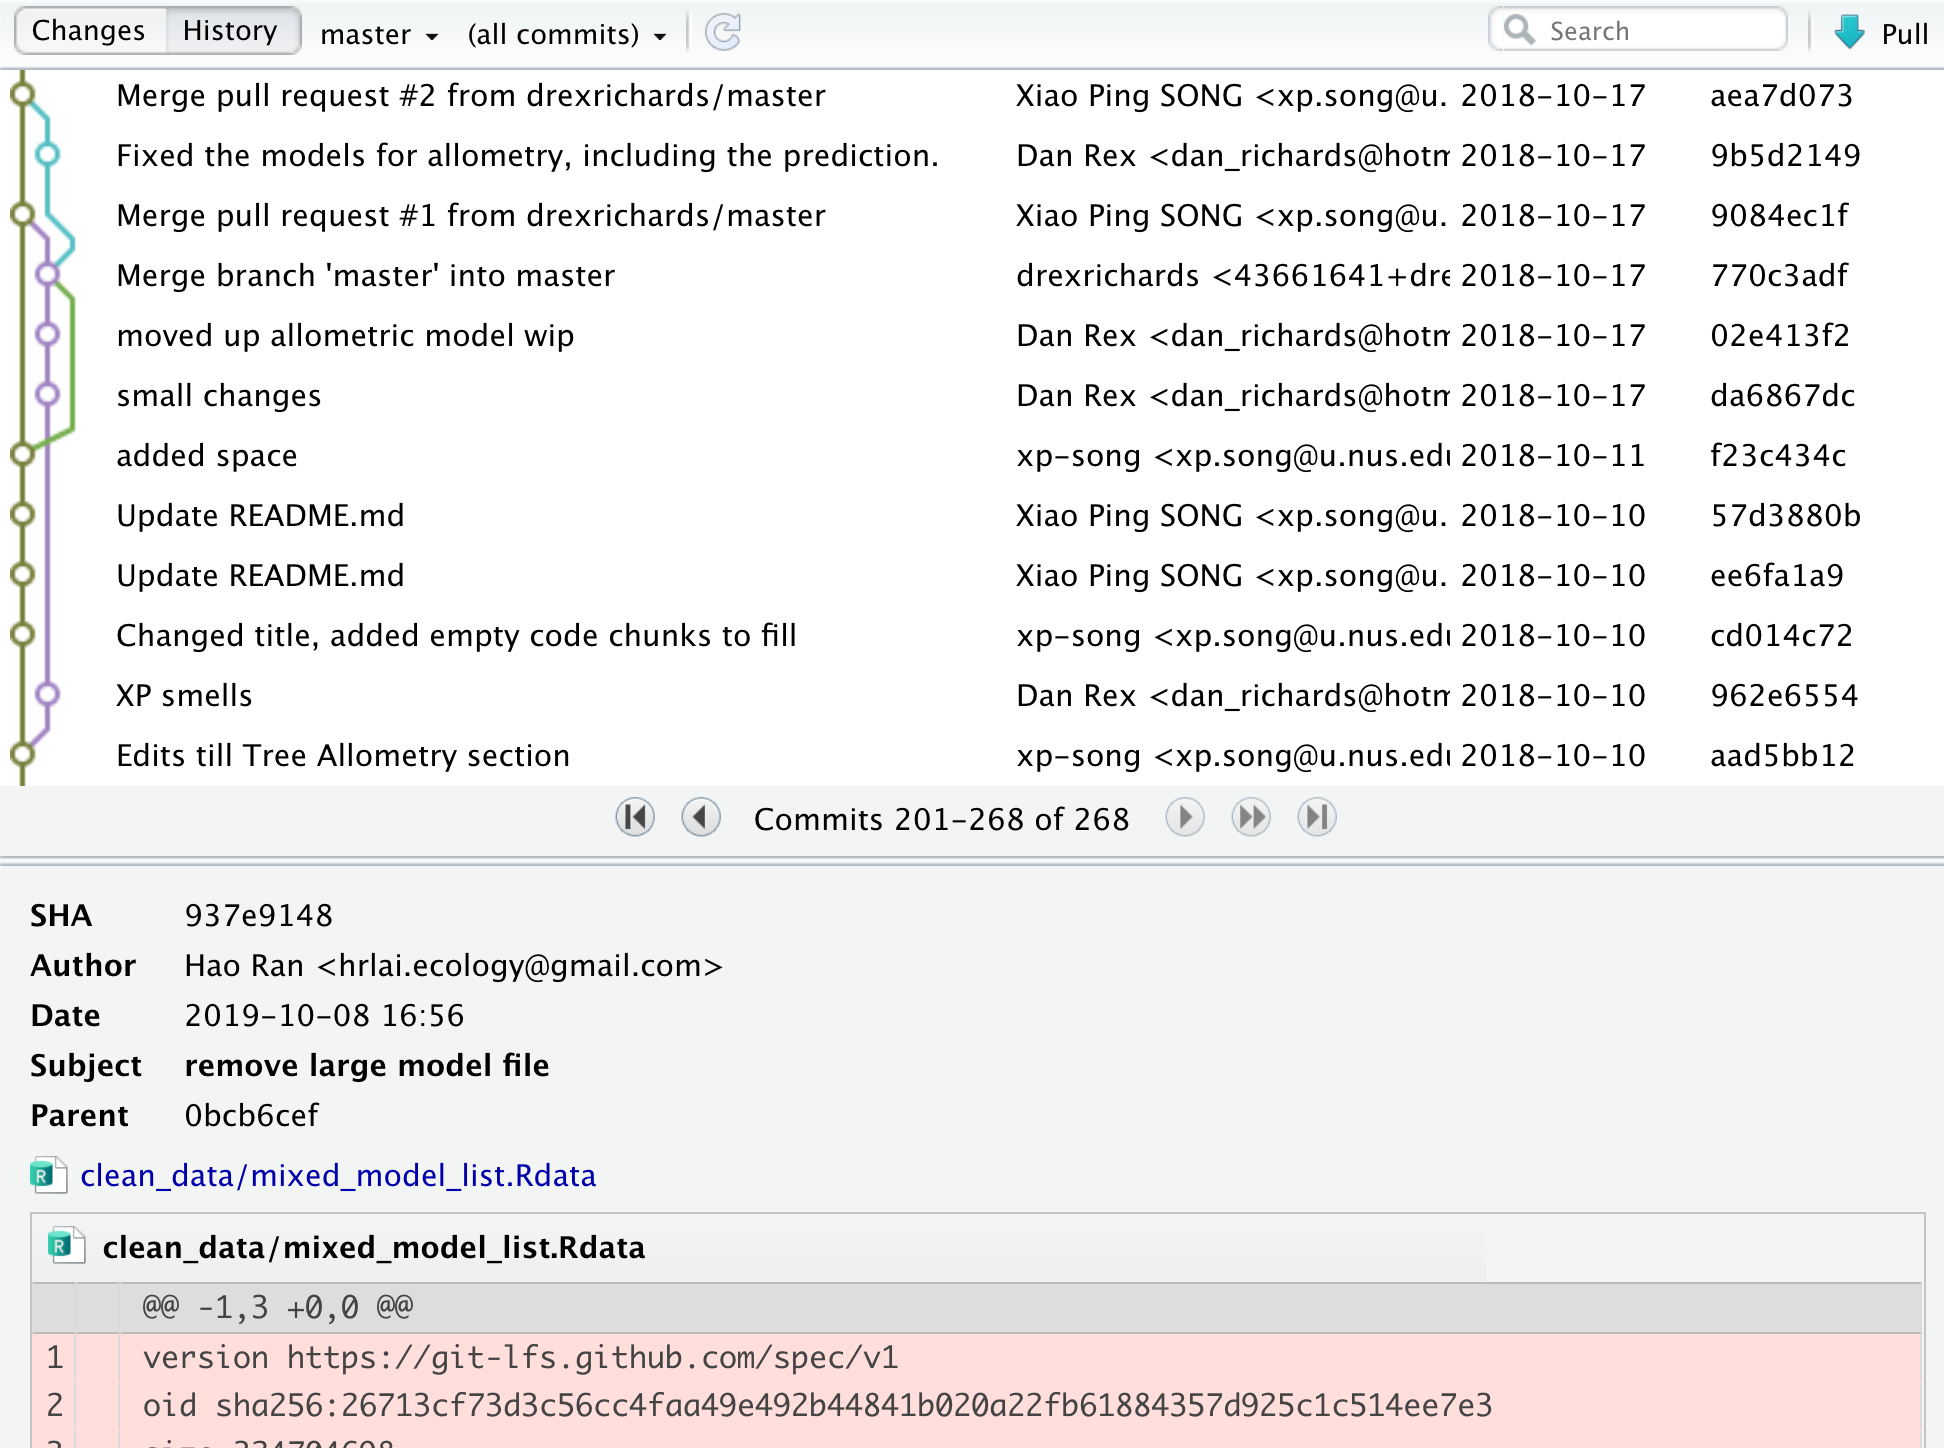 Changes History master (all commits) Search Pull
Merge pull request #2 from drexrichards/master Xiao Ping SONG <xp.song@u. 2018-10-17 aea7d073
Fixed the models for allometry, including the prediction. Dan Rex <dan_richards@hotm 2018-10-17 9b5d2149
Merge pull request #1 from drexrichards/master Xiao Ping SONG <xp.song@u. 2018-10-17 9084ec1f
Merge branch 'master' into master drexrichards <43661641+dre 2018-10-17 770c3adf
moved up allometric model wip Dan Rex <dan_richards@hotm 2018-10-17 02e413f2
small changes Dan Rex <dan_richards@hotm 2018-10-17 da6867dc
added space xp-song <xp.song@u.nus.edu 2018-10-11 f23c434c
Update README.md Xiao Ping SONG <xp.song@u. 2018-10-10 57d3880b
Update README.md Xiao Ping SONG <xp.song@u. 2018-10-10 ee6fa1a9
Changed title, added empty code chunks to fill xp-song <xp.song@u.nus.edu 2018-10-10 cd014c72
XP smells Dan Rex <dan_richards@hotm 2018-10-10 962e6554
Edits till Tree Allometry section xp-song <xp.song@u.nus.edu 2018-10-10 aad5bb12
Commits 201-268 of 268
SHA 937e9148
Author Hao Ran <hrlai.ecology@gmail.com>
Date 2019-10-08 16:56
Subject remove large model file
Parent 0bcb6cef
clean_data/mixed_model_list.Rdata
clean_data/mixed_model_list.Rdata
@@ -1,3 +0,0 @@
1 version https://git-lfs.github.com/spec/v1
2 oid sha256:26713cf73d3c56cc4faa49e492b44841b020a22fb61884357d925c1c514ee7e3